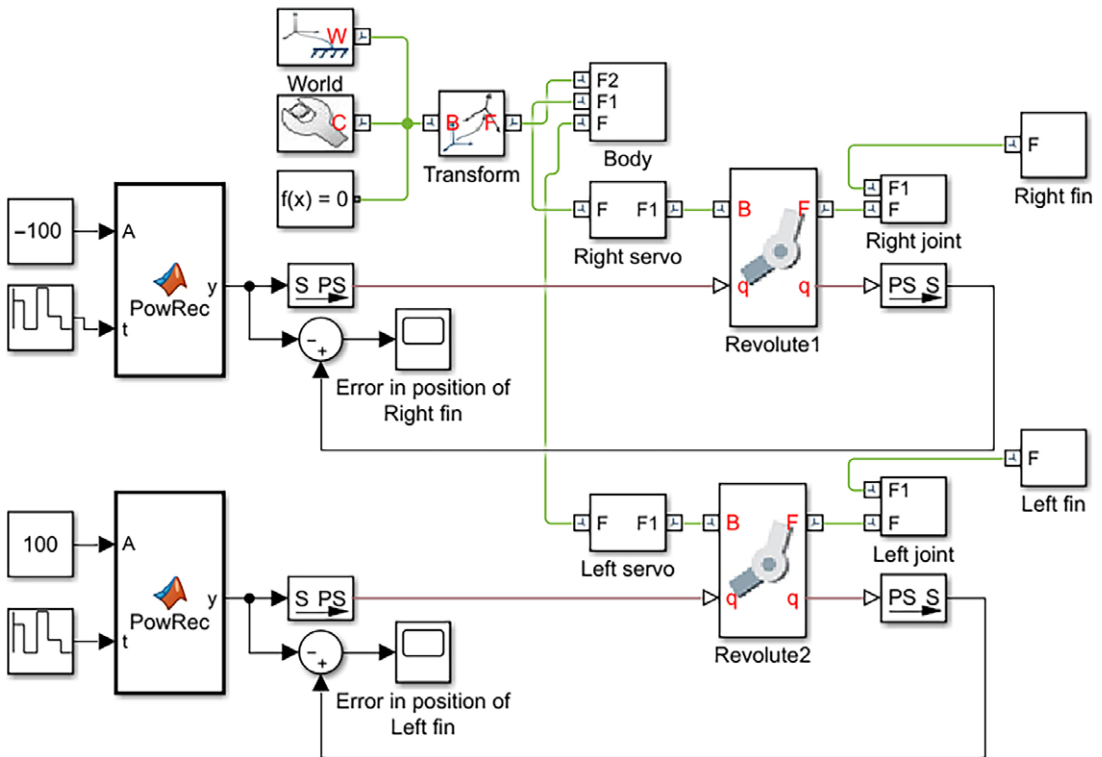 W
World
C
f(x) = 0
B F
Transform
F2
F1
F
Body
F
Right fin
−100
A
t
y
PowRec
S PS
F F1
Right servo
B F
q q
Revolute1
F1
F
Right joint
PS S
−
+
Error in position of
Right fin
F
Left fin
100
A
t
y
PowRec
S PS
F F1
Left servo
B F
q q
Revolute2
F1
F
Left joint
PS S
−
+
Error in position of
Left fin